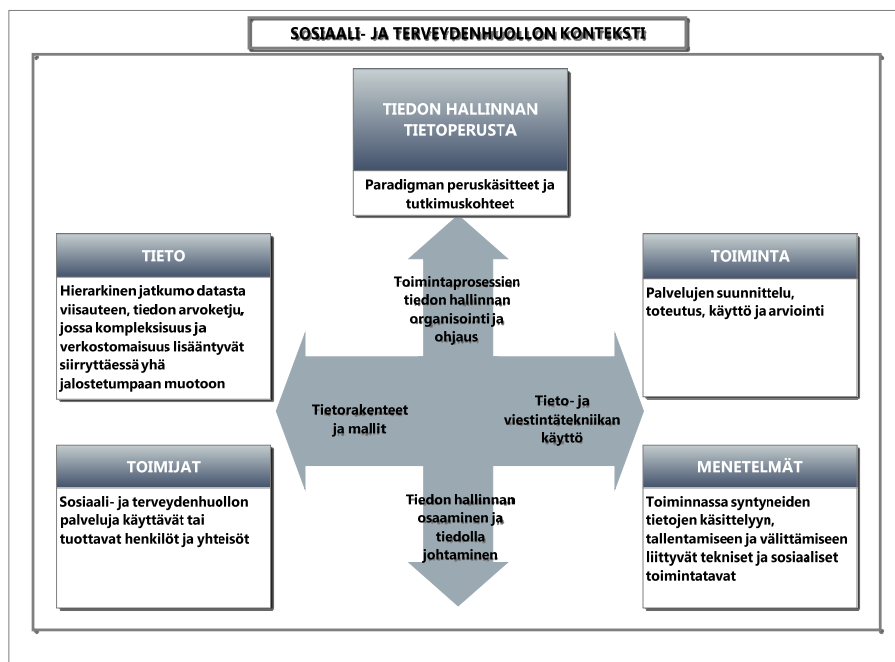 SOSIAALI- JA TERVEYDENHUOLLON KONTEKSTI
TIEDON HALLINNAN
TIETOPERUSTA
Paradigman peruskäsitteet ja
tutkimuskohteet
TIETO
Hierarkinen jatkumo datasta
viisauteen, tiedon arvoketju,
jossa kompleksisuus ja
verkostomaisuus lisääntyvät
siirryttäessä yhä
jalostetumpaan muotoon
Toimintaprosessien
tiedon hallinnan
organisointi ja
ohjaus
TOIMINTA
Palvelujen suunnittelu,
toteutus, käyttö ja arviointi
Tietorakenteet
ja mallit
Tieto- ja
viestintätekniikan
käyttö
TOIMIJAT
Sosiaali- ja terveydenhuollon
palveluja käyttävät tai
tuottavat henkilöt ja yhteisöt
Tiedon hallinnan
osaaminen ja
tiedolla
johtaminen
MENETELMÄT
Toiminnassa syntyneiden
tietojen käsittelyyn,
tallentamiseen ja välittämiseen
liittyvät tekniset ja sosiaaliset
toimintatavat